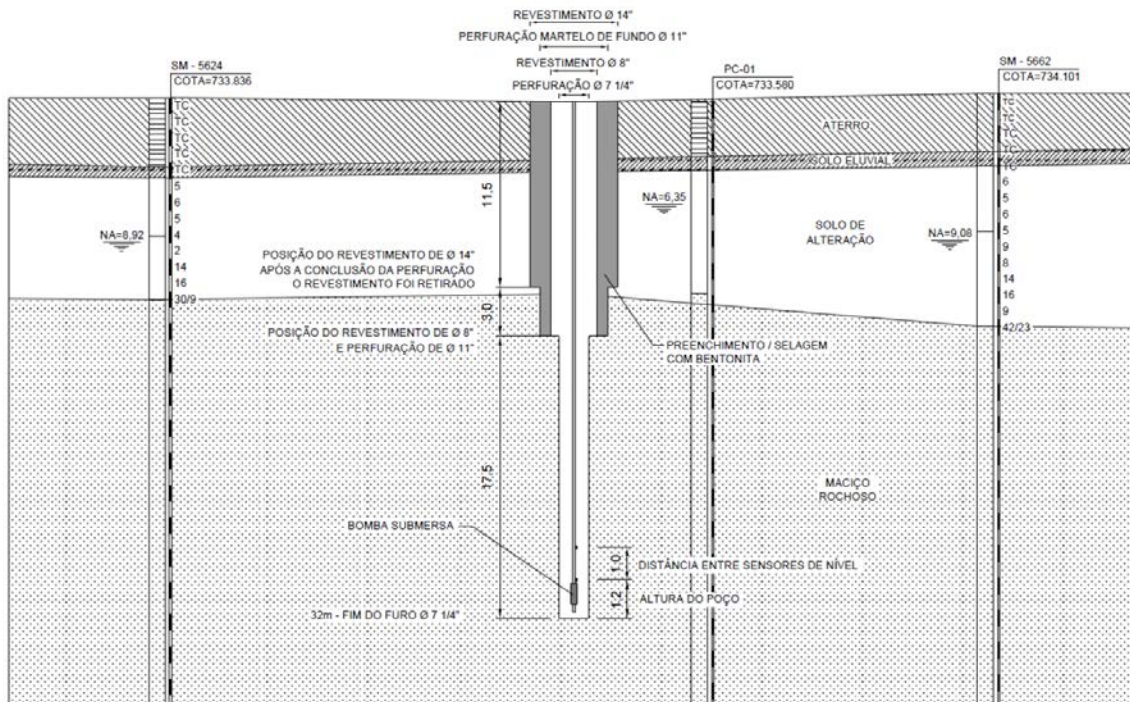 REVESTIMENTO Ø 14"
PERFURAÇÃO MARTELO DE FUNDO Ø 11"
REVESTIMENTO Ø 8"
PERFURAÇÃO Ø 7 1/4"
SM - 5624
COTA=733.836
PC-01
COTA=733.580
SM - 5662
COTA=734.101
TC
TC
TC
TC
TC
5
6
5
4
2
14
16
30/9
NA=8,92
11,5
3,0
17,5
POSIÇÃO DO REVESTIMENTO DE Ø 14"
APÓS A CONCLUSÃO DA PERFURAÇÃO
O REVESTIMENTO FOI RETIRADO
POSIÇÃO DO REVESTIMENTO DE Ø 8"
E PERFURAÇÃO DE Ø 11"
BOMBA SUBMERSA
32m - FIM DO FURO Ø 7 1/4"
NA=6,35
PREENCHIMENTO / SELAGEM
COM BENTONITA
1,0
DISTÂNCIA ENTRE SENSORES DE NÍVEL
1,2
ALTURA DO POÇO
ATERRO
SOLO ELUVIAL
SOLO DE
ALTERAÇÃO
NA=9,08
MACIÇO
ROCHOSO
TC
TC
TC
TC
TC
6
5
6
5
9
8
14
16
9
42/23